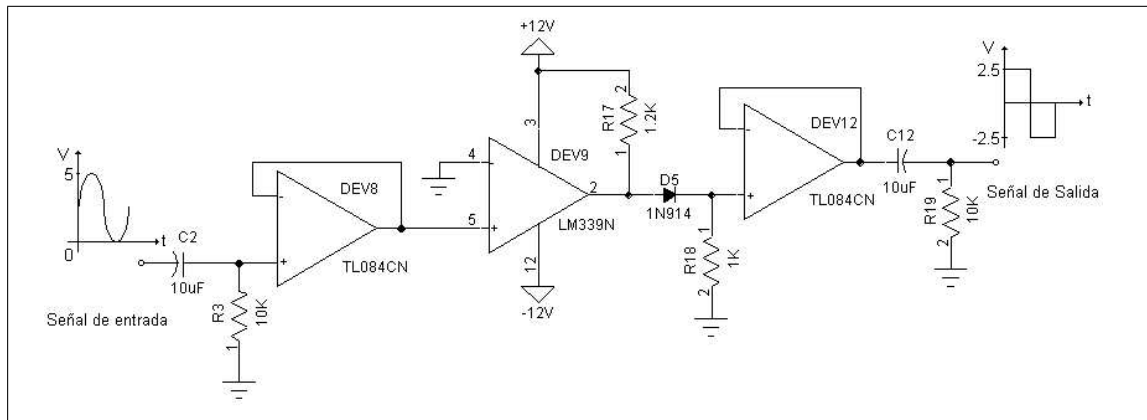 +12V
V
2.5
t
-2.5
2
R17
1.2K
1
3
DEV9
4
2
5
LM339N
12
-12V
DEV12
C12
10uF
TL084CN
1
R19
10K
2
Señal de Salida
D5
1N914
1
R18
1K
2
V
5
0
t
DEV8
TL084CN
C2
10uF
R3
10K
1
Señal de entrada
-
+
-
+
-
+